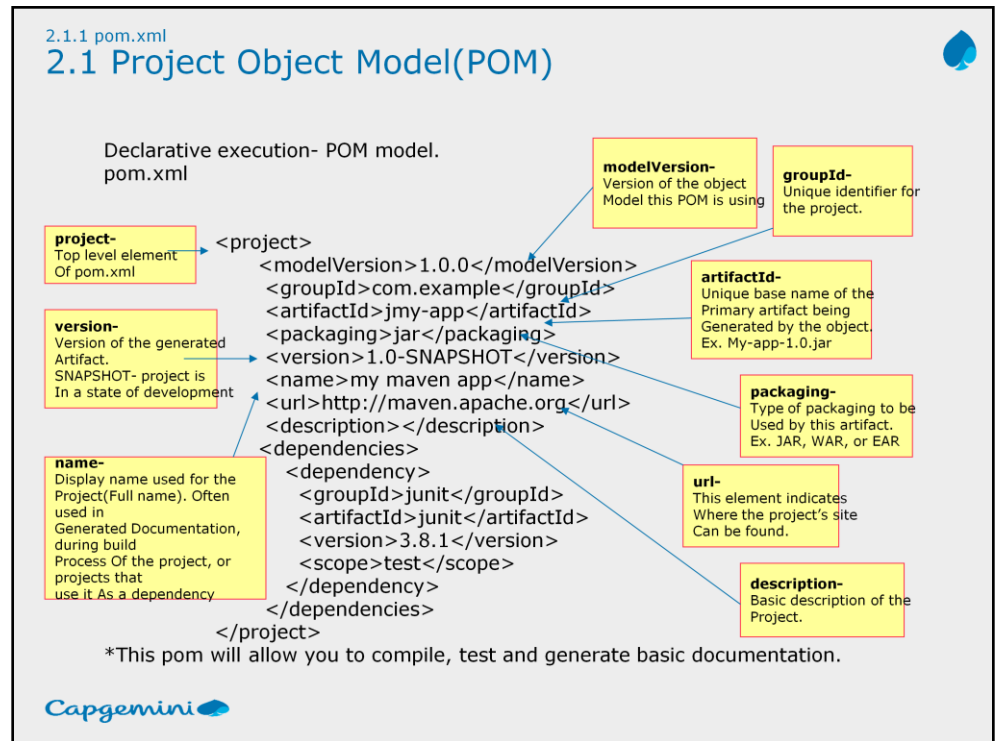 2.1.1 pom.xml
2.1 Project Object Model(POM)
Declarative execution- POM model.
pom.xml
modelVersion-
Version of the object
Model this POM is using
groupId-
Unique identifier for
the project.
project-
Top level element
Of pom.xml
version-
Version of the generated
Artifact.
SNAPSHOT- project is
In a state of development
name-
Display name used for the
Project(Full name). Often
used in
Generated Documentation,
during build
Process Of the project, or
projects that
use it As a dependency
<project>
<modelVersion>1.0.0</modelVersion>
<groupId>com.example</groupId>
<artifactId>jmy-app</artifactId>
<packaging>jar</packaging>
<version>1.0-SNAPSHOT</version>
<name>my maven app</name>
<url>http://maven.apache.org</url>
<description></description>
<dependencies>
<dependency>
<groupId>junit</groupId>
<artifactId>junit</artifactId>
<version>3.8.1</version>
<scope>test</scope>
</dependency>
</dependencies>
</project>
artifactId-
Unique base name of the
Primary artifact being
Generated by the object.
Ex. My-app-1.0.jar
packaging-
Type of packaging to be
Used by this artifact.
Ex. JAR, WAR, or EAR
url-
This element indicates
Where the project's site
Can be found.
description-
Basic description of the
Project.
*This pom will allow you to compile, test and generate basic documentation.
Capgemini